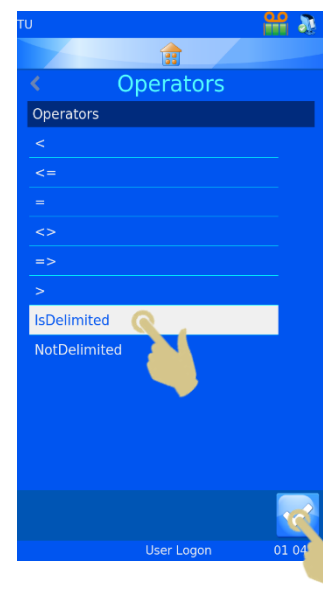 TU
Operators
Operators
<
<=
=
<>
=>
>
IsDelimited
NotDelimited
User Logon
01 04